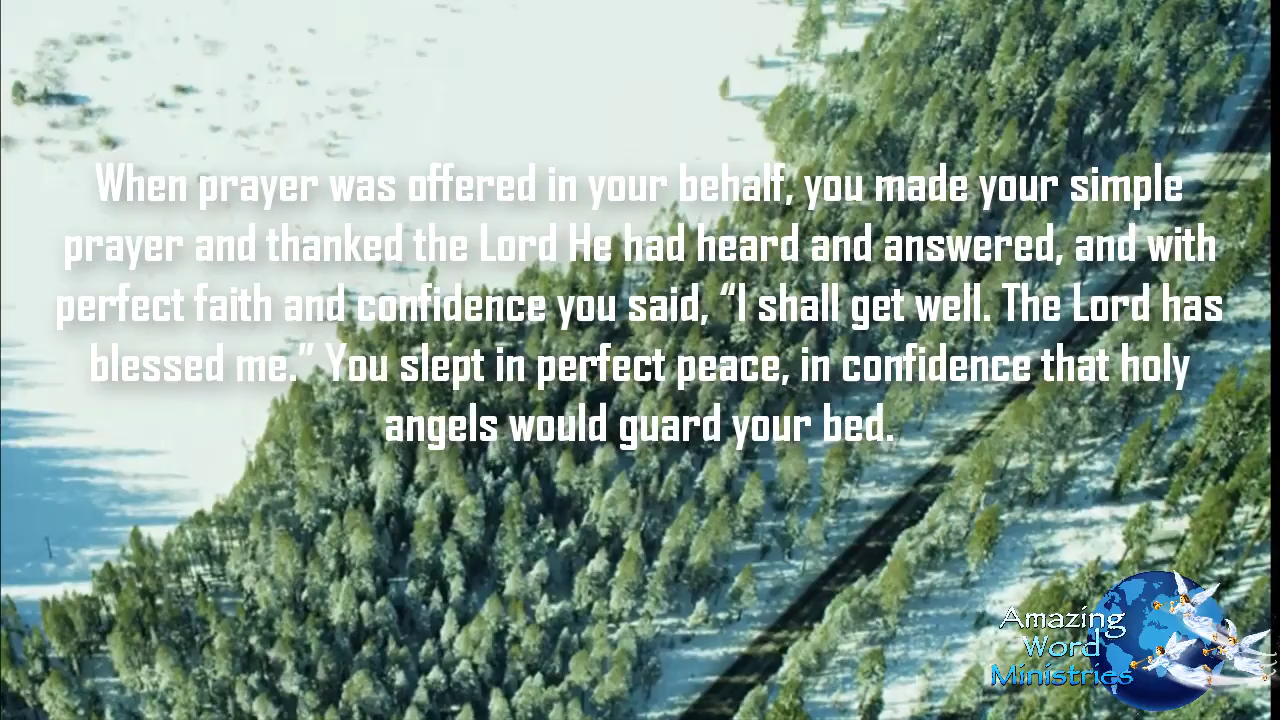 When prayer was offered in your behalf, you made your simple
prayer and thanked the Lord He had heard and answered, and with
perfect faith and confidence you said, “I shall get well. The Lord has
blessed me.” You slept in perfect peace, in confidence that holy
angels would guard your bed.
Amazing
Word
Ministries